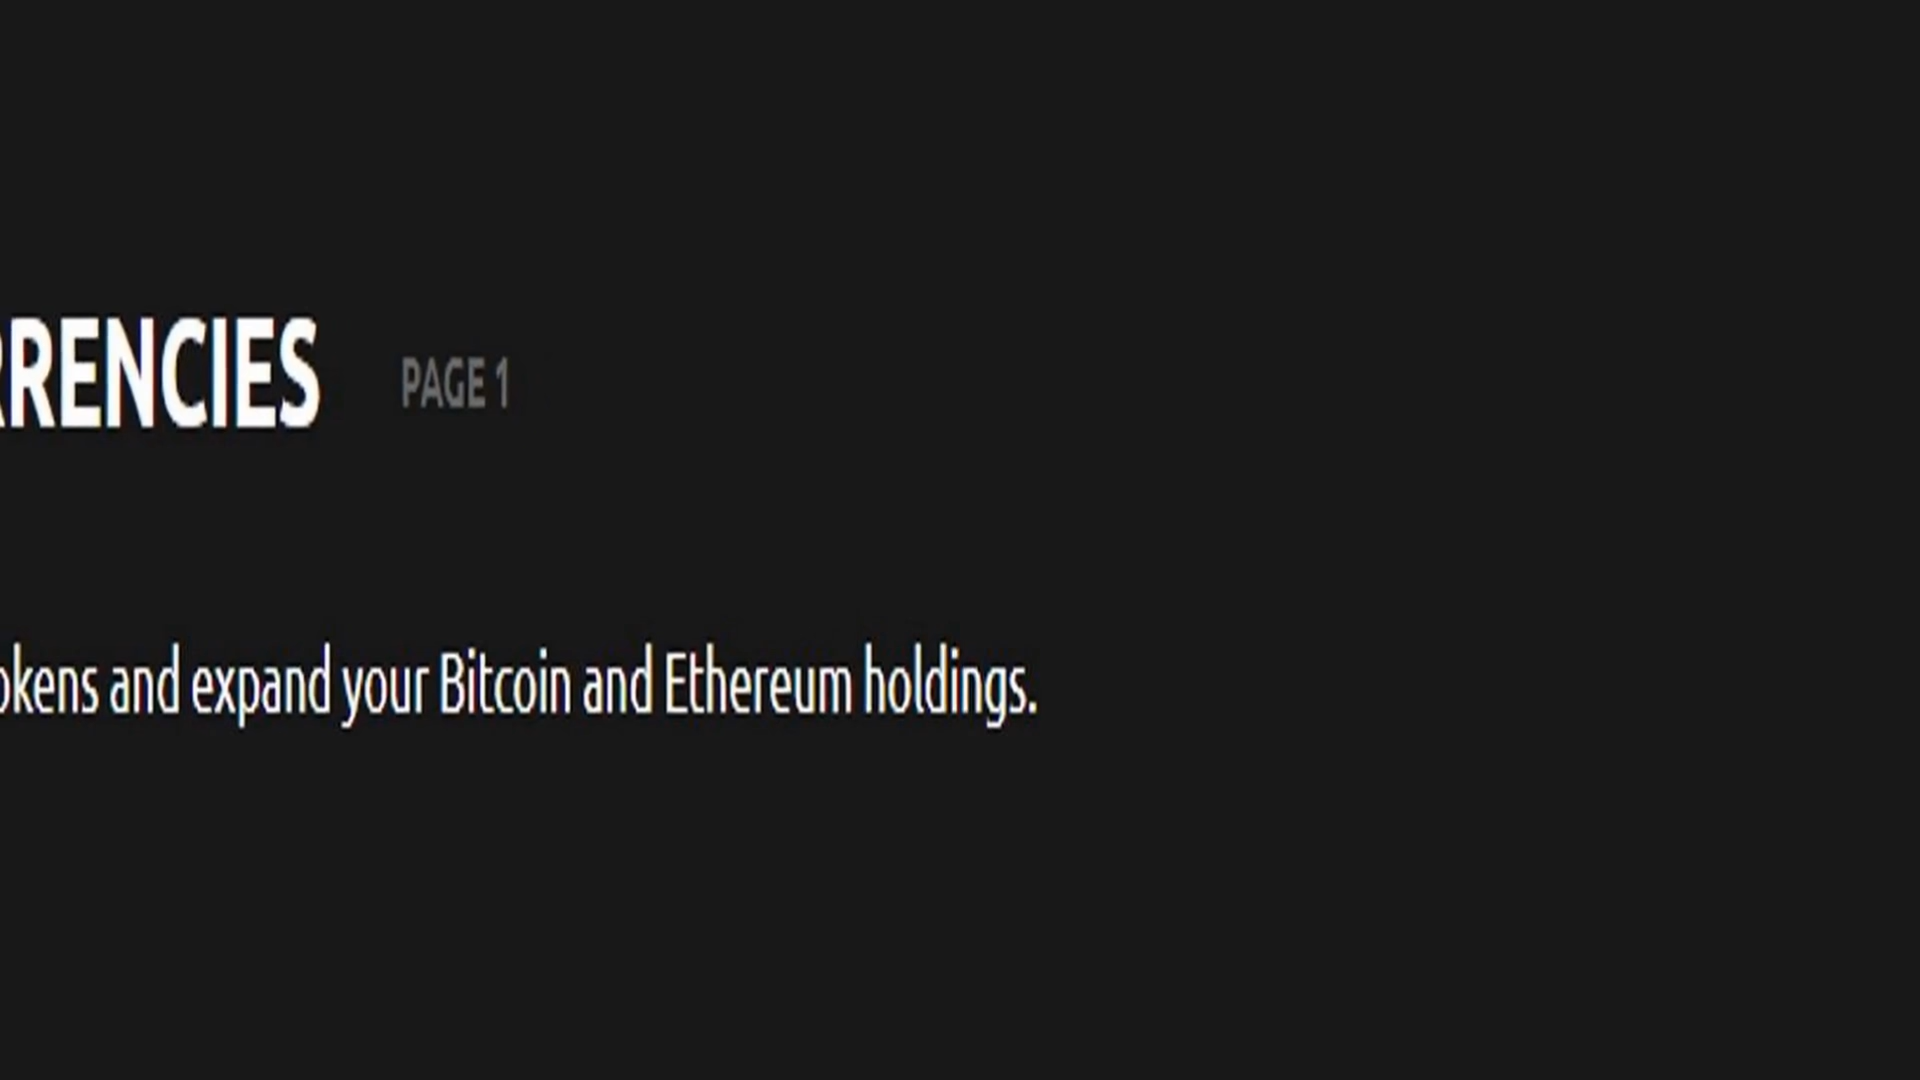 RRENCIES PAGE 1
okens and expand your Bitcoin and Ethereum holdings.